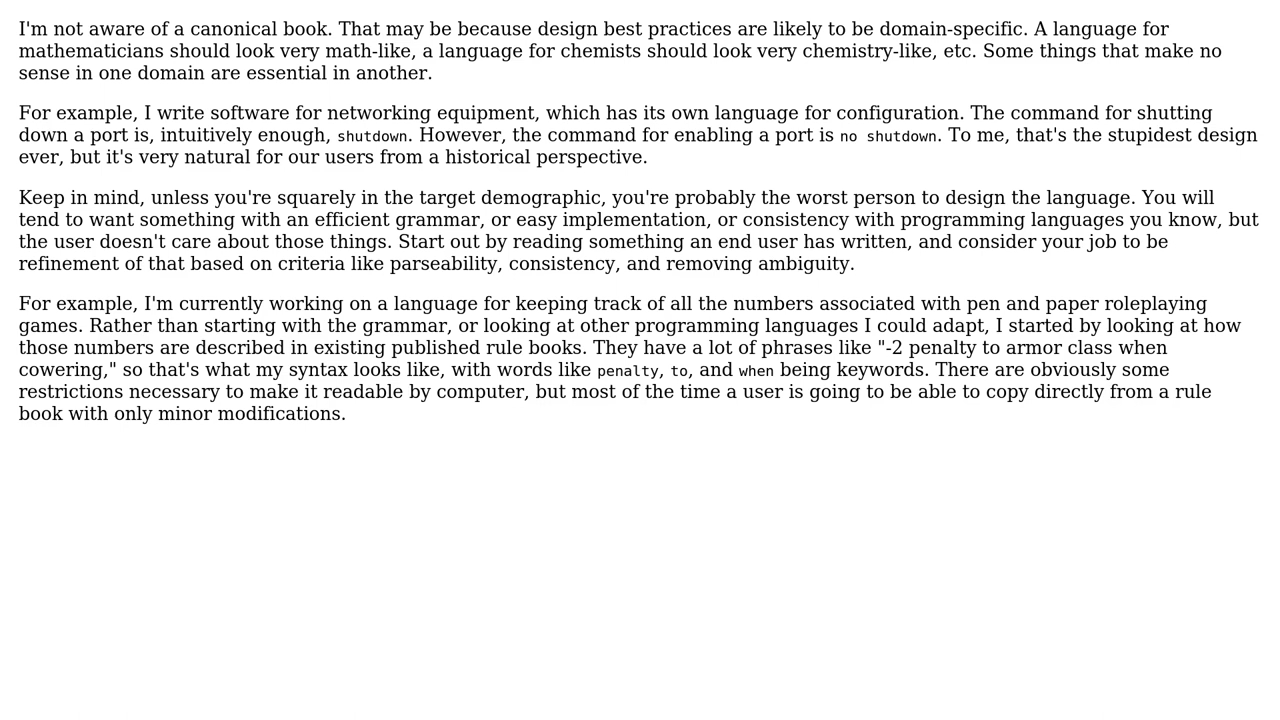 I'm not aware of a canonical book. That may be because design best practices are likely to be domain-specific. A language for
mathematicians should look very math-like, a language for chemists should look very chemistry-like, etc. Some things that make no
sense in one domain are essential in another.
For example, I write software for networking equipment, which has its own language for configuration. The command for shutting
down a port is, intuitively enough, shutdown. However, the command for enabling a port is no shutdown. To me, that's the stupidest design
ever, but it's very natural for our users from a historical perspective.
Keep in mind, unless you're squarely in the target demographic, you're probably the worst person to design the language. You will
tend to want something with an efficient grammar, or easy implementation, or consistency with programming languages you know, but
the user doesn't care about those things. Start out by reading something an end user has written, and consider your job to be
refinement of that based on criteria like parseability, consistency, and removing ambiguity.
For example, I'm currently working on a language for keeping track of all the numbers associated with pen and paper roleplaying
games. Rather than starting with the grammar, or looking at other programming languages I could adapt, I started by looking at how
those numbers are described in existing published rule books. They have a lot of phrases like "-2 penalty to armor class when
cowering," so that's what my syntax looks like, with words like penalty, to, and when being keywords. There are obviously some
restrictions necessary to make it readable by computer, but most of the time a user is going to be able to copy directly from a rule
book with only minor modifications.